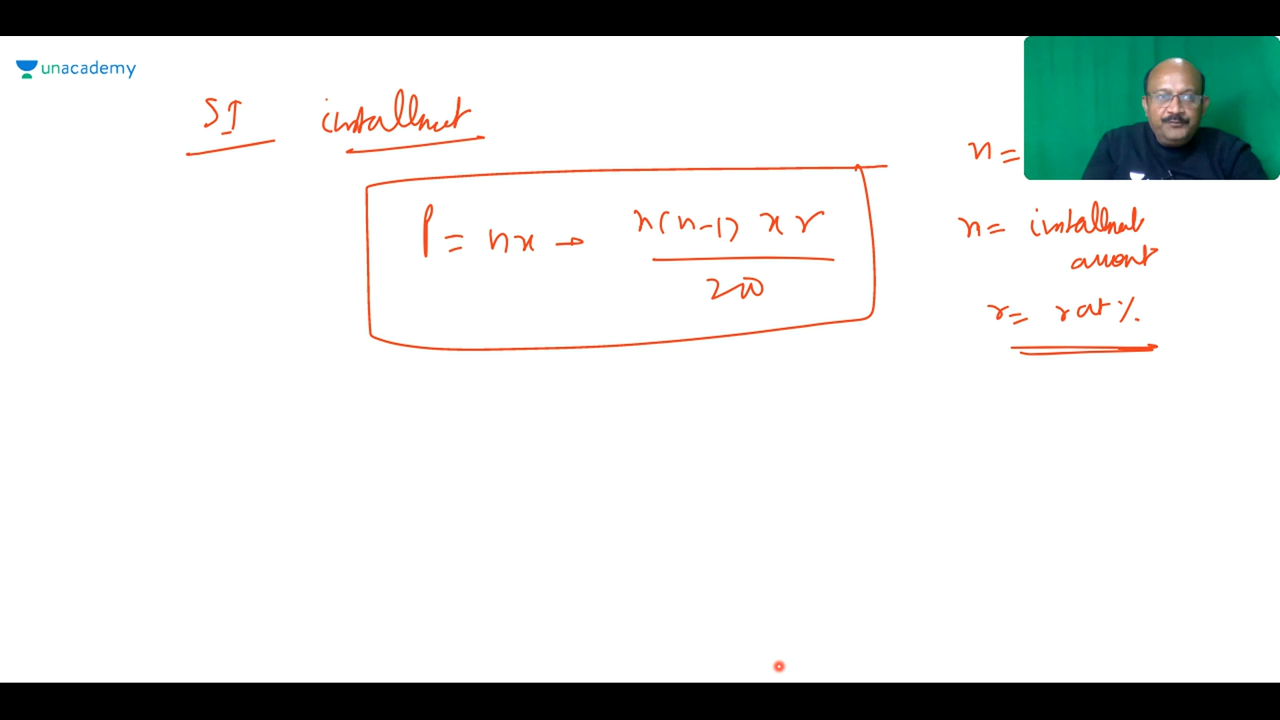 unacademy
SI installment
n =
P = nx → n(n-1) x r
200
x = installment
amount
r = rate %